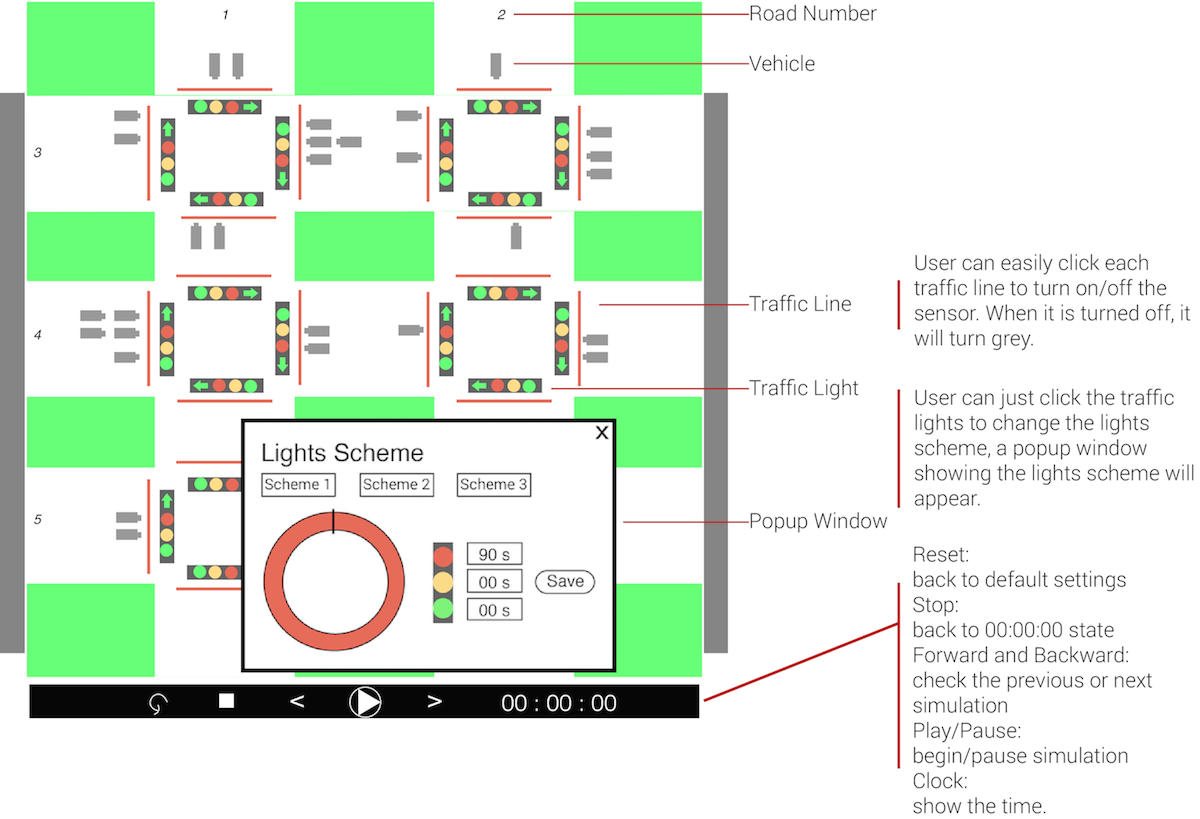 1
2
Road Number
Vehicle
3
User can easily click each
traffic line to turn on/off the
sensor. When it is turned off, it
will turn grey.
Traffic Line
4
Traffic Light
User can just click the traffic
lights to change the lights
scheme, a popup window
showing the lights scheme will
appear.
X
Lights Scheme
Scheme 1
Scheme 2
Scheme 3
5
Popup Window
90 s
00 s
Save
00 s
Reset:
back to default settings
Stop:
back to 00:00:00 state
Forward and Backward:
check the previous or next
simulation
Play/Pause:
begin/pause simulation
Clock:
show the time.
< >
00 : 00 : 00